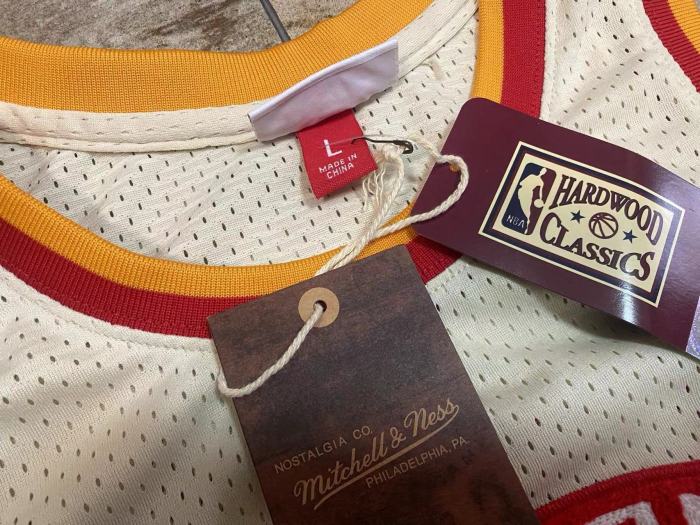 L
MADE IN
CHINA
NBA
HARDWOOD
CLASSICS
NOSTALGIA CO.
Mitchell & Ness
PHILADELPHIA, PA.